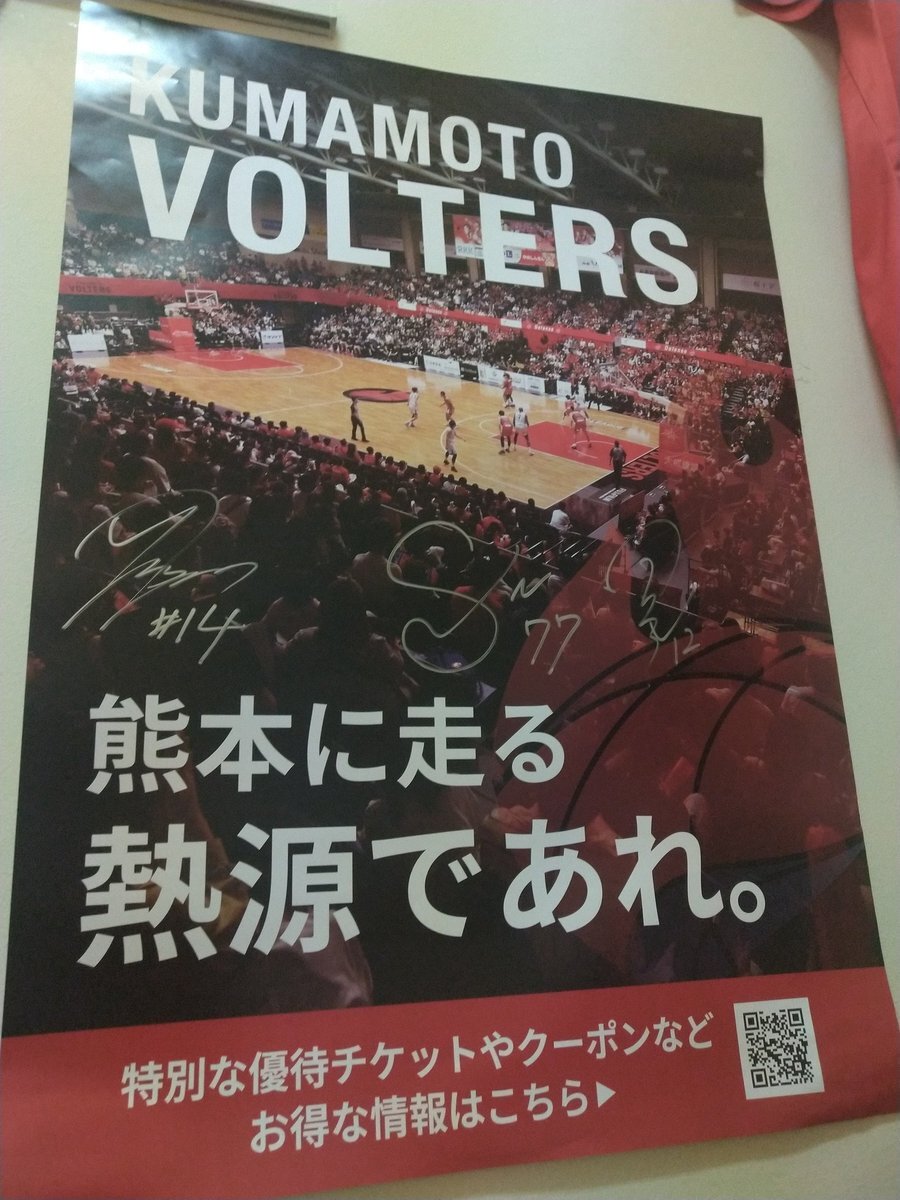 KUMAMOTO
VOLTERS
#14
77
熊本に走る
熱源であれ。
特別な優待チケットやクーポンなど
お得な情報はこちら▶